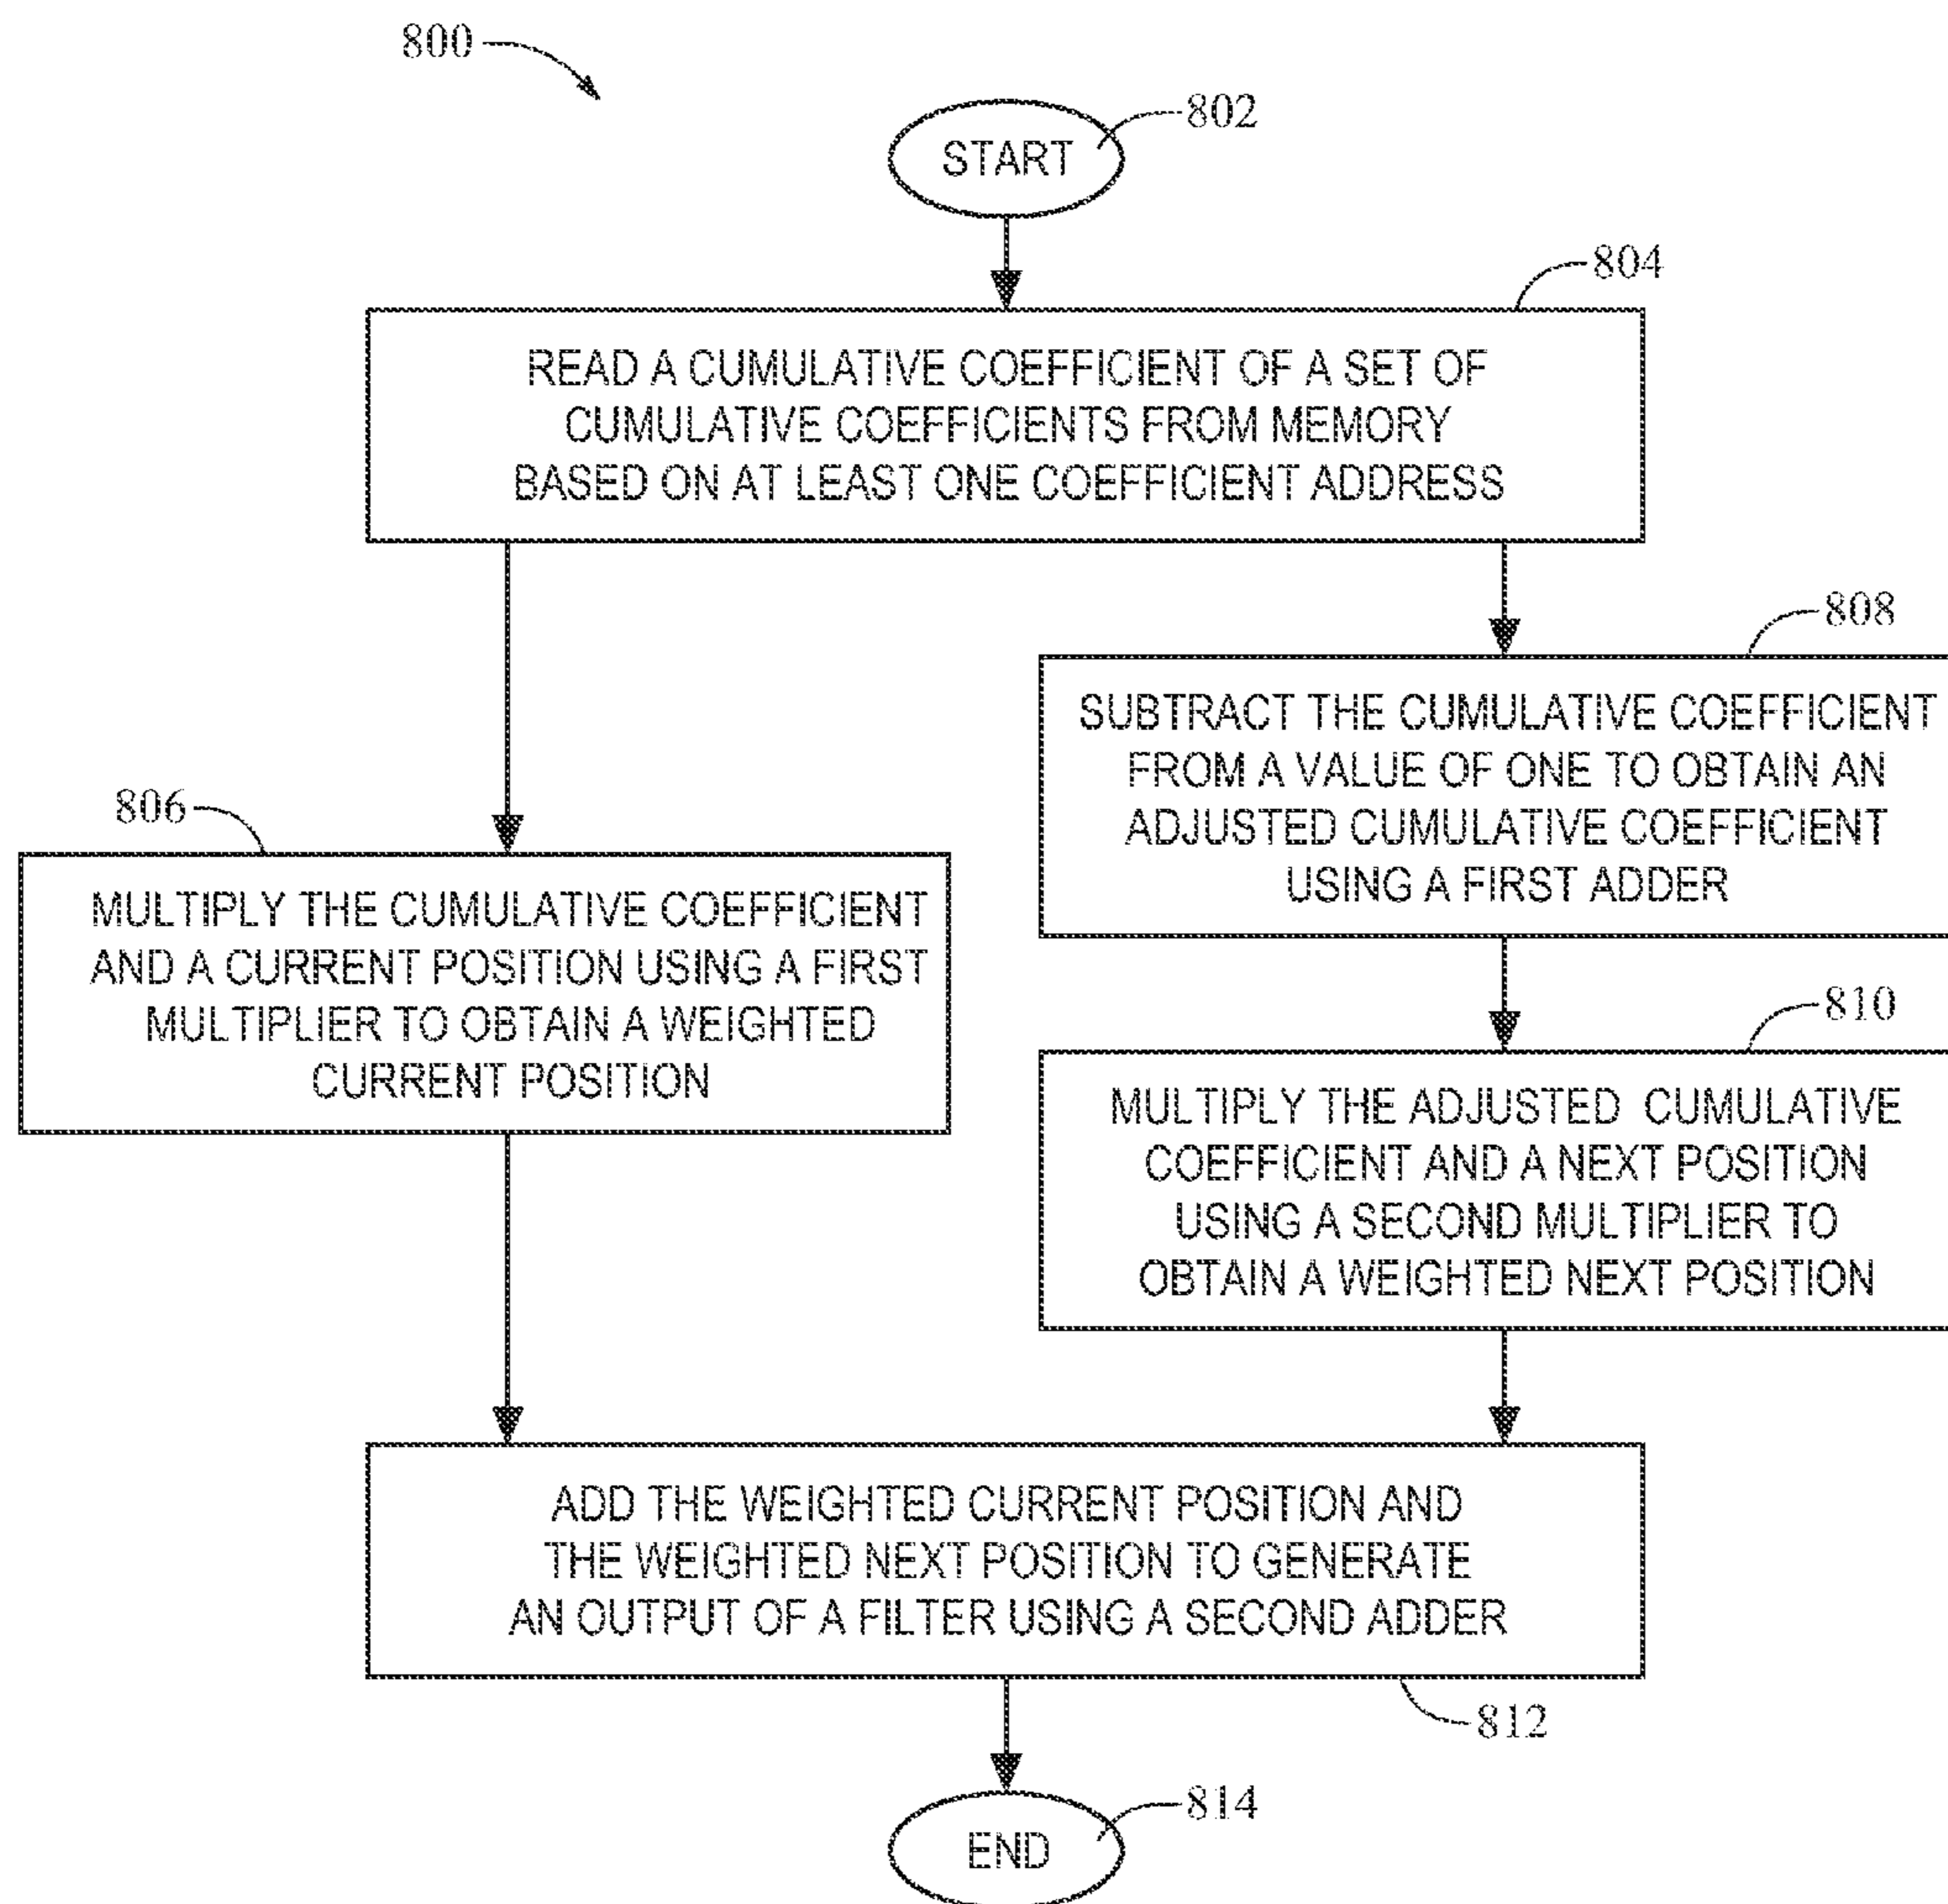 800
802
START
804
READ A CUMULATIVE COEFFICIENT OF A SET OF
CUMULATIVE COEFFICIENTS FROM MEMORY
BASED ON AT LEAST ONE COEFFICIENT ADDRESS
806
MULTIPLY THE CUMULATIVE COEFFICIENT
AND A CURRENT POSITION USING A FIRST
MULTIPLIER TO OBTAIN A WEIGHTED
CURRENT POSITION
808
SUBTRACT THE CUMULATIVE COEFFICIENT
FROM A VALUE OF ONE TO OBTAIN AN
ADJUSTED CUMULATIVE COEFFICIENT
USING A FIRST ADDER
810
MULTIPLY THE ADJUSTED CUMULATIVE
COEFFICIENT AND A NEXT POSITION
USING A SECOND MULTIPLIER TO
OBTAIN A WEIGHTED NEXT POSITION
ADD THE WEIGHTED CURRENT POSITION AND
THE WEIGHTED NEXT POSITION TO GENERATE
AN OUTPUT OF A FILTER USING A SECOND ADDER
812
814
END